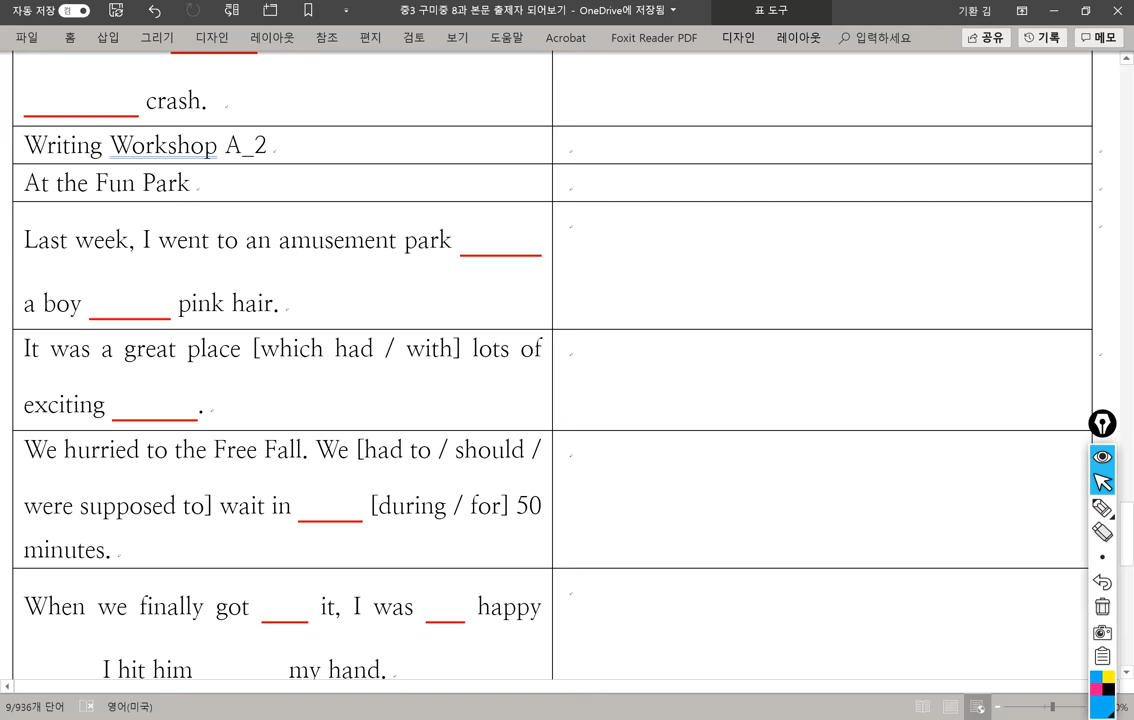 자동 저장 켬 중3 구미중 8과 본문 출제자 되어보기 - OneDrive에 저장됨 표 도구 기환 김
파일 홈 삽입 그리기 디자인 레이아웃 참조 편지 검토 보기 도움말 Acrobat Foxit Reader PDF 디자인 레이아웃 입력하세요 공유 기록 메모
crash.
Writing Workshop A_2
At the Fun Park
Last week, I went to an amusement park
a boy pink hair.
It was a great place [which had / with] lots of
exciting .
We hurried to the Free Fall. We [had to / should /
were supposed to] wait in [during / for] 50
minutes.
When we finally got it, I was happy
I hit him my hand.
9/936개 단어 영어(미국)